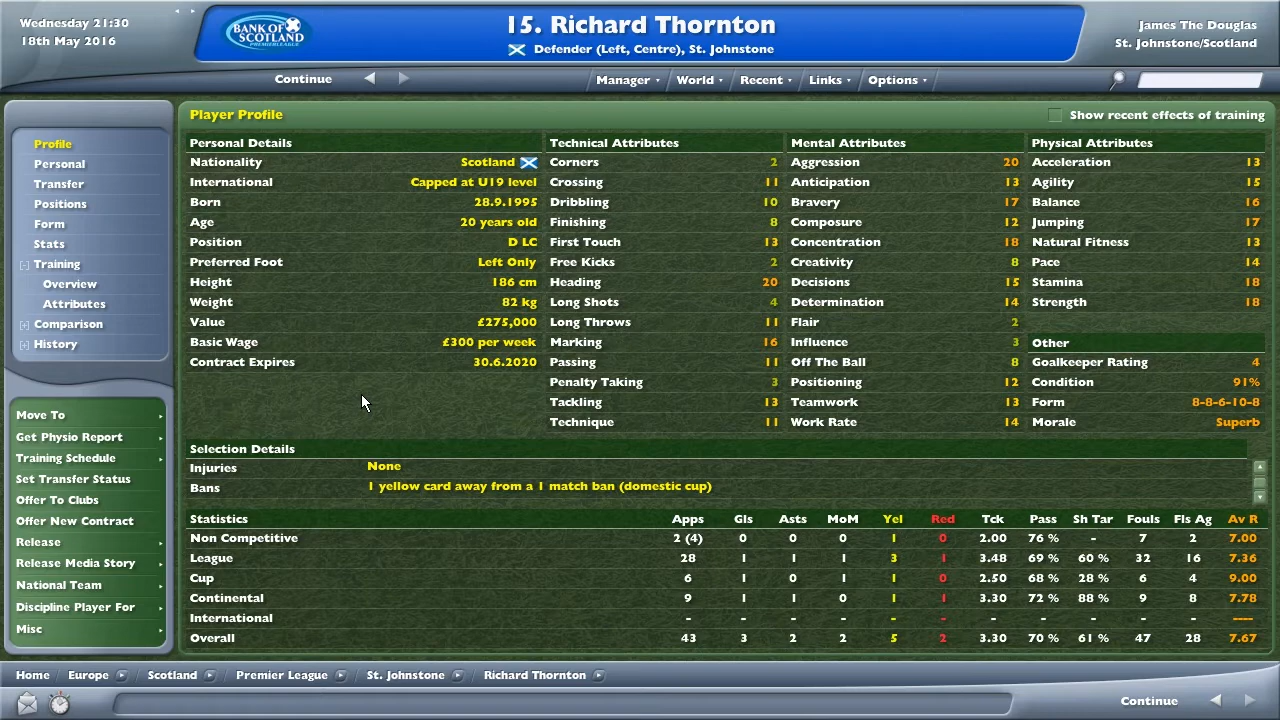 Wednesday 21:30
18th May 2016
BANK OF
SCOTLAND
PREMIERLEAGUE
15. Richard Thornton
Defender (Left, Centre), St. Johnstone
James The Douglas
St. Johnstone/Scotland
Continue
Manager World Recent Links Options
Profile
Personal
Transfer
Positions
Form
Stats
Training
Overview
Attributes
Comparison
History
Move To
Get Physio Report
Training Schedule
Set Transfer Status
Offer To Clubs
Offer New Contract
Release
Release Media Story
National Team
Discipline Player For
Misc
Player Profile
Show recent effects of training
Personal Details
Nationality Scotland
International Capped at U19 level
Born 28.9.1995
Age 20 years old
Position D LC
Preferred Foot Left Only
Height 186 cm
Weight 82 kg
Value £275,000
Basic Wage £300 per week
Contract Expires 30.6.2020
Technical Attributes
Corners 2
Crossing 11
Dribbling 10
Finishing 8
First Touch 13
Free Kicks 2
Heading 20
Long Shots 4
Long Throws 11
Marking 16
Passing 11
Penalty Taking 3
Tackling 13
Technique 11
Mental Attributes
Aggression 20
Anticipation 13
Bravery 17
Composure 12
Concentration 18
Creativity 8
Decisions 15
Determination 14
Flair 2
Influence 3
Off The Ball 8
Positioning 12
Teamwork 13
Work Rate 14
Physical Attributes
Acceleration 13
Agility 15
Balance 16
Jumping 17
Natural Fitness 13
Pace 14
Stamina 18
Strength 18
Other
Goalkeeper Rating 4
Condition 91%
Form 8-8-6-10-8
Morale Superb
Selection Details
Injuries None
Bans 1 yellow card away from a 1 match ban (domestic cup)
Statistics Apps Gls Asts MoM Yel Red Tck Pass Sh Tar Fouls Fls Ag Av R
Non Competitive 2 (4) 0 0 0 1 0 2.00 76 % - 7 2 7.00
League 28 1 1 1 3 1 3.48 69 % 60 % 32 16 7.36
Cup 6 1 0 1 1 0 2.50 68 % 28 % 6 4 9.00
Continental 9 1 1 0 1 1 3.30 72 % 88 % 9 8 7.78
International - - - - - - - - - - - ----
Overall 43 3 2 2 5 2 3.30 70 % 61 % 47 28 7.67
Home Europe Scotland Premier League St. Johnstone Richard Thornton
Continue